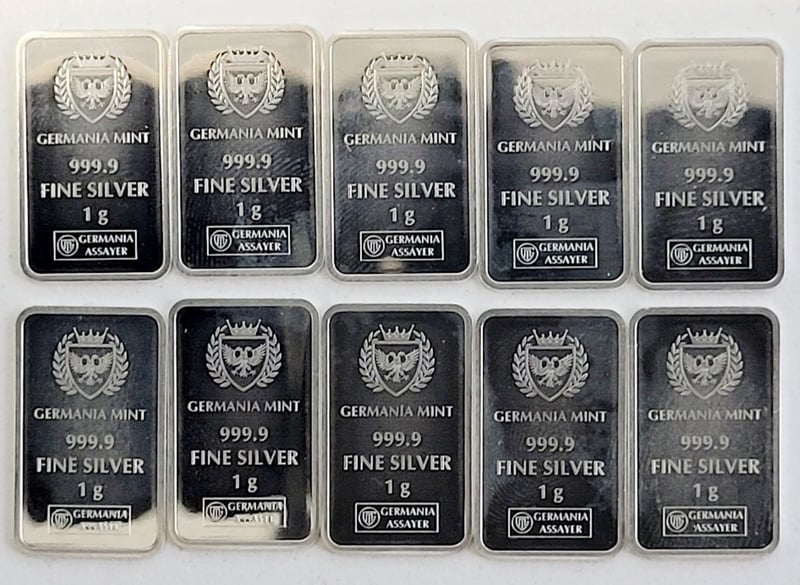 GERMANIA MINT
999.9
FINE SILVER
1 g
GERMANIA
ASSAYER
GERMANIA MINT
999.9
FINE SILVER
1 g
GERMANIA
ASSAYER
GERMANIA MINT
999.9
FINE SILVER
1 g
GERMANIA
ASSAYER
GERMANIA MINT
999.9
FINE SILVER
1 g
GERMANIA
ASSAYER
GERMANIA MINT
999.9
FINE SILVER
1 g
GERMANIA
ASSAYER
GERMANIA MINT
999.9
FINE SILVER
1 g
GERMANIA
GERMANIA MINT
999.9
FINE SILVER
1 g
GERMANIA
GERMANIA MINT
999.9
FINE SILVER
1 g
GERMANIA
ASSAYER
GERMANIA MINT
999.9
FINE SILVER
1 g
GERMANIA
ASSAYER
GERMANIA MINT
999.9
FINE SILVER
1 g
GERMANIA
ASSAYER